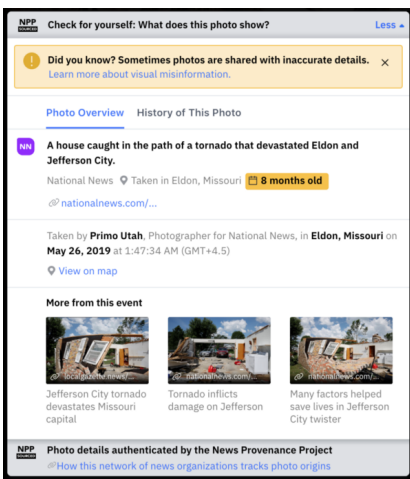 NPP
SOURCED
Check for yourself: What does this photo show?
Less
Did you know? Sometimes photos are shared with inaccurate details.
Learn more about visual misinformation.
Photo Overview
History of This Photo
NN
A house caught in the path of a tornado that devastated Eldon and
Jefferson City.
National News
Taken in Eldon, Missouri
8 months old
nationalnews.com/...
Taken by Primo Utah, Photographer for National News, in Eldon, Missouri on
May 26, 2019 at 1:47:34 AM (GMT+4.5)
View on map
More from this event
localgazette.news/...
nationalnews.com/...
nationalnews.com/...
Jefferson City tornado
devastates Missouri
capital
Tornado inflicts
damage on Jefferson
Many factors helped
save lives in Jefferson
City twister
NPP
SOURCED
Photo details authenticated by the News Provenance Project
How this network of news organizations tracks photo origins